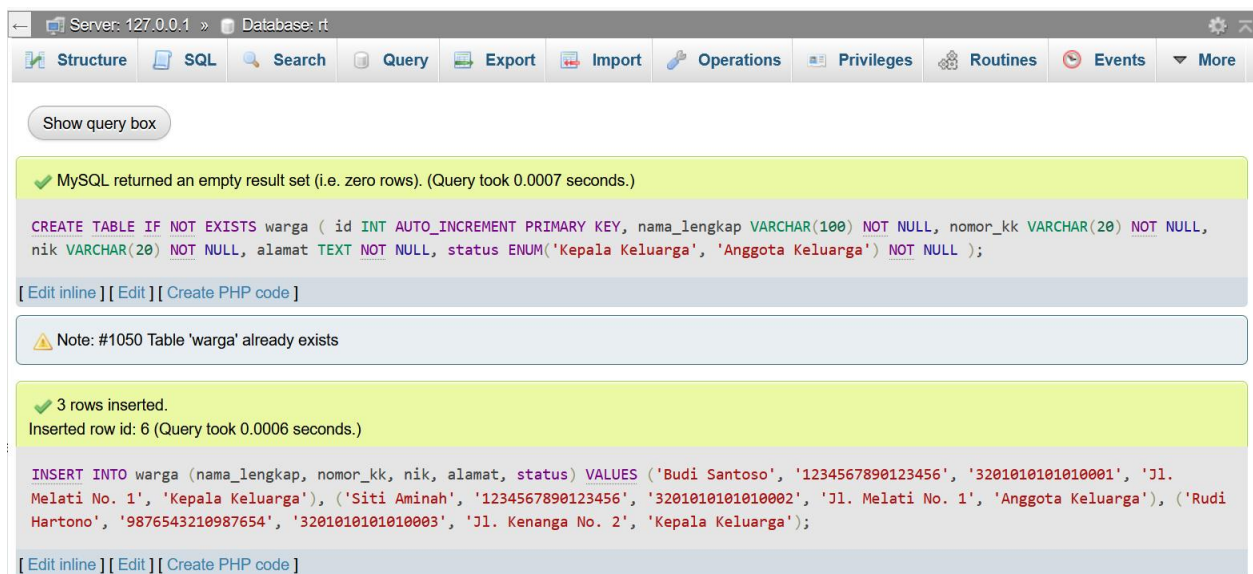 Server: 127.0.0.1 » Database: rt
Structure SQL Search Query Export Import Operations Privileges Routines Events More
Show query box
MySQL returned an empty result set (i.e. zero rows). (Query took 0.0007 seconds.)
CREATE TABLE IF NOT EXISTS warga ( id INT AUTO_INCREMENT PRIMARY KEY, nama_lengkap VARCHAR(100) NOT NULL, nomor_kk VARCHAR(20) NOT NULL,
nik VARCHAR(20) NOT NULL, alamat TEXT NOT NULL, status ENUM('Kepala Keluarga', 'Anggota Keluarga') NOT NULL );
[ Edit inline ] [ Edit ] [ Create PHP code ]
Note: #1050 Table 'warga' already exists
3 rows inserted.
Inserted row id: 6 (Query took 0.0006 seconds.)
INSERT INTO warga (nama_lengkap, nomor_kk, nik, alamat, status) VALUES ('Budi Santoso', '1234567890123456', '3201010101010001', 'Jl.
Melati No. 1', 'Kepala Keluarga'), ('Siti Aminah', '1234567890123456', '3201010101010002', 'Jl. Melati No. 1', 'Anggota Keluarga'), ('Rudi
Hartono', '9876543210987654', '3201010101010003', 'Jl. Kenanga No. 2', 'Kepala Keluarga');
[ Edit inline ] [ Edit ] [ Create PHP code ]